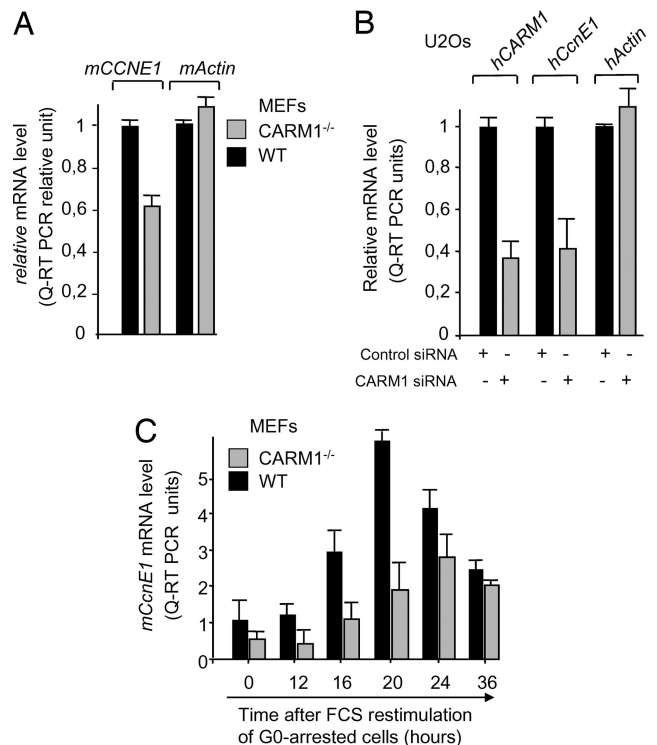 A
mCCNE1 mActin
MEFs
CARM1-/-
WT
relative mRNA level
(Q-RT PCR relative unit)
1
0,8
0,6
0,4
0,2
0
B
U2Os
hCARM1 hCcnE1 hActin
Relative mRNA level
(Q-RT PCR units)
1
0,8
0,6
0,4
0,2
0
Control siRNA + - + - + -
CARM1 siRNA - + - + - +
C
MEFs
CARM1-/-
WT
mCcnE1 mRNA level
(Q-RT PCR units)
5
4
3
2
1
0
0 12 16 20 24 36
Time after FCS restimulation
of G0-arrested cells (hours)